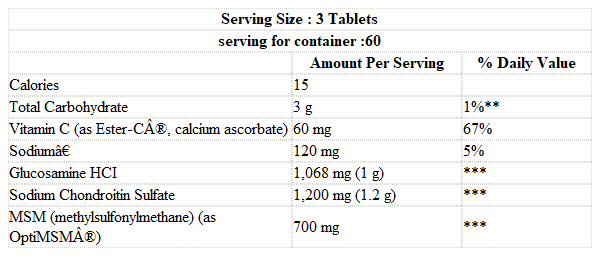 Serving Size : 3 Tablets
serving for container :60
Amount Per Serving % Daily Value
Calories 15
Total Carbohydrate 3 g 1%**
Vitamin C (as Ester-CÂ®, calcium ascorbate) 60 mg 67%
Sodiumâ€ 120 mg 5%
Glucosamine HCI 1,068 mg (1 g) ***
Sodium Chondroitin Sulfate 1,200 mg (1.2 g) ***
MSM (methylsulfonylmethane) (as
OptiMSMÂ®) 700 mg ***